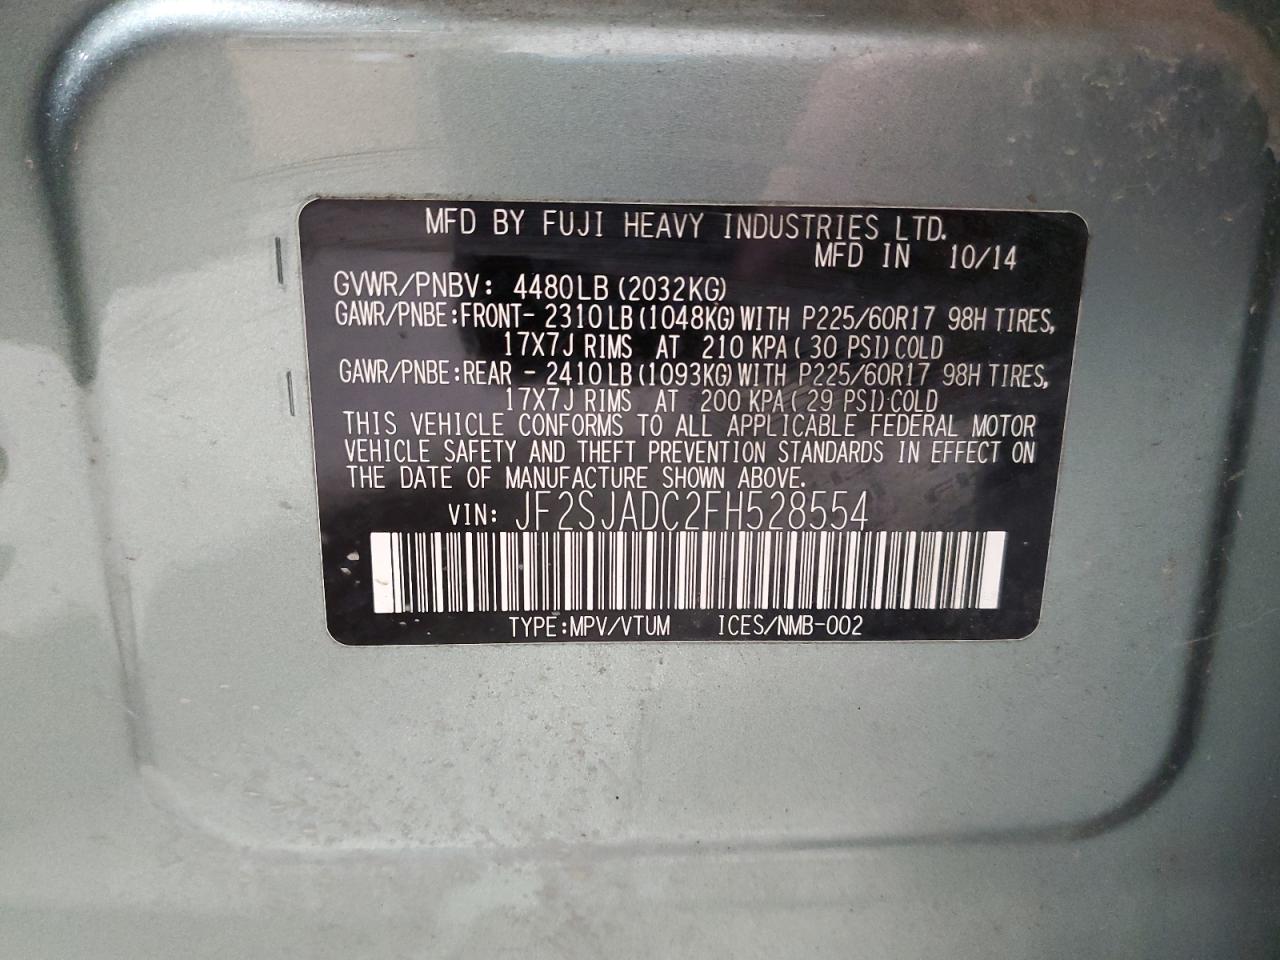 MFD BY FUJI HEAVY INDUSTRIES LTD.
MFD IN 10/14
GVWR/PNBV: 4480LB (2032KG)
GAWR/PNBE:FRONT- 2310LB(1048KG)WITH P225/60R17 98H TIRES,
17X7J RIMS AT 210 KPA( 30 PSI)COLD
GAWR/PNBE:REAR - 2410LB(1093KG)WITH P225/60R17 98H TIRES,
17X7J RIMS AT 200 KPA( 29 PSI)COLD
THIS VEHICLE CONFORMS TO ALL APPLICABLE FEDERAL MOTOR
VEHICLE SAFETY AND THEFT PREVENTION STANDARDS IN EFFECT ON
THE DATE OF MANUFACTURE SHOWN ABOVE.
VIN: JF2SJADC2FH528554
TYPE:MPV/VTUM ICES/NMB-002